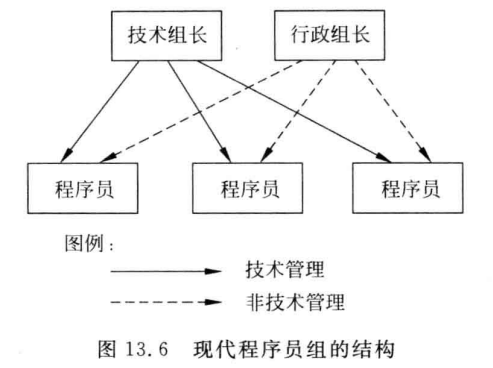 技术组长 行政组长
程序员 程序员 程序员
图例:
技术管理
非技术管理
图 13.6 现代程序员组的结构